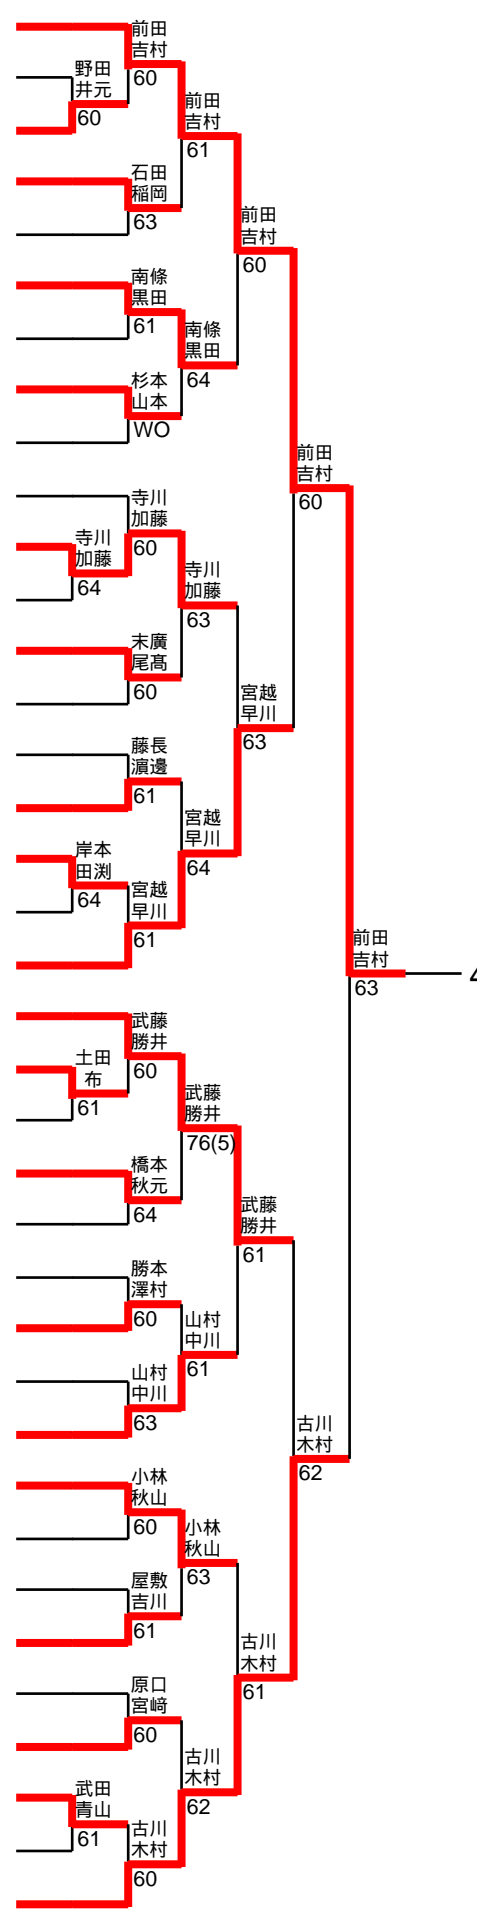 前田
吉村
野田
井元
60
60
前田
吉村
61
石田
稲岡
63
前田
吉村
60
南條
黒田
61
南條
黒田
64
杉本
山本
WO
前田
吉村
60
寺川
加藤
60
寺川
加藤
64
寺川
加藤
63
末廣
尾髙
60
宮越
早川
63
藤長
濵邊
61
宮越
早川
64
岸本
田渕
64
宮越
早川
61
前田
吉村
63
武藤
勝井
60
土田
布
61
武藤
勝井
76(5)
橋本
秋元
64
武藤
勝井
61
勝本
澤村
60
山村
中川
61
山村
中川
63
古川
木村
62
小林
秋山
60
小林
秋山
63
屋敷
吉川
61
古川
木村
61
原口
宮﨑
60
古川
木村
62
武田
青山
61
古川
木村
60